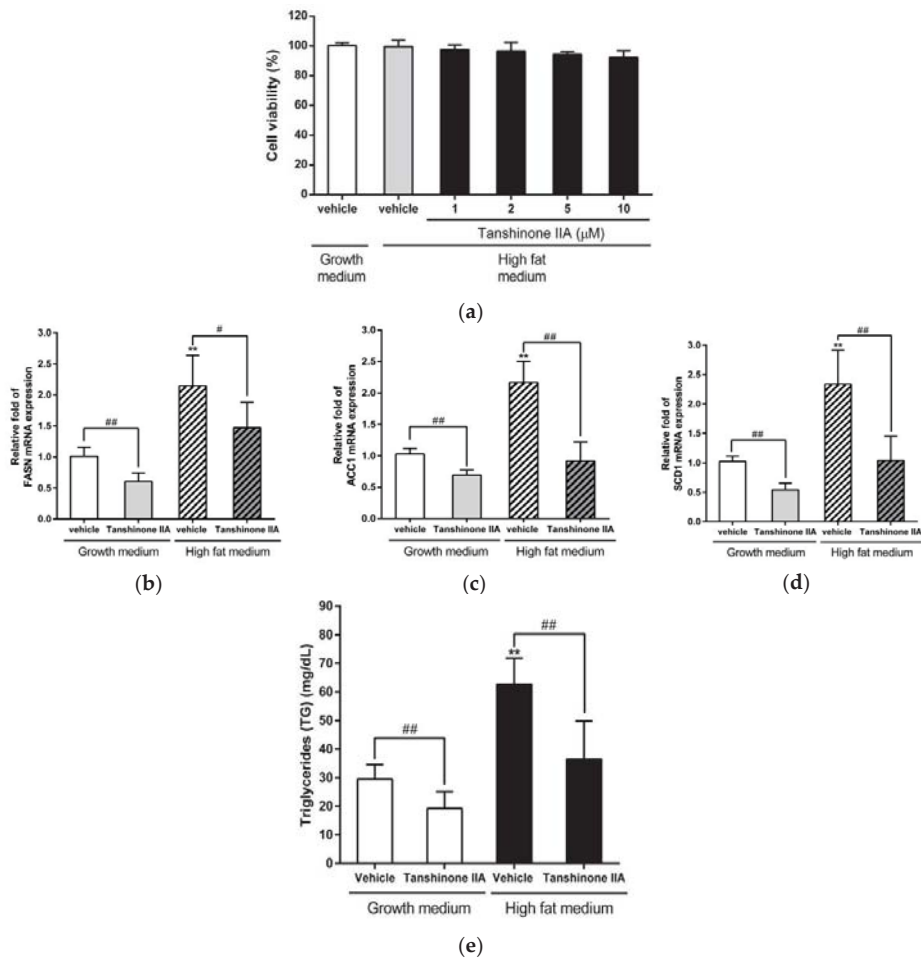 Cell viability (%)
120
100
80
60
40
20
0
vehicle vehicle 1 2 5 10
Tanshinone IIA (μM)
Growth medium
High fat medium
(a)
Relative fold of
FASN mRNA expression
3.0
2.5
2.0
1.5
1.0
0.5
0.0
##
**
#
vehicle Tanshinone IIA vehicle Tanshinone IIA
Growth medium High fat medium
(b)
Relative fold of
ACC1 mRNA expression
3.0
2.5
2.0
1.5
1.0
0.5
0.0
##
**
##
vehicle Tanshinone IIA vehicle Tanshinone IIA
Growth medium High fat medium
(c)
Relative fold of
SCD1 mRNA expression
3.0
2.5
2.0
1.5
1.0
0.5
0.0
##
**
##
vehicle Tanshinone IIA vehicle Tanshinone IIA
Growth medium High fat medium
(d)
Triglycerides (TG) (mg/dL)
90
80
70
60
50
40
30
20
10
0
##
**
##
Vehicle Tanshinone IIA Vehicle Tanshinone IIA
Growth medium High fat medium
(e)